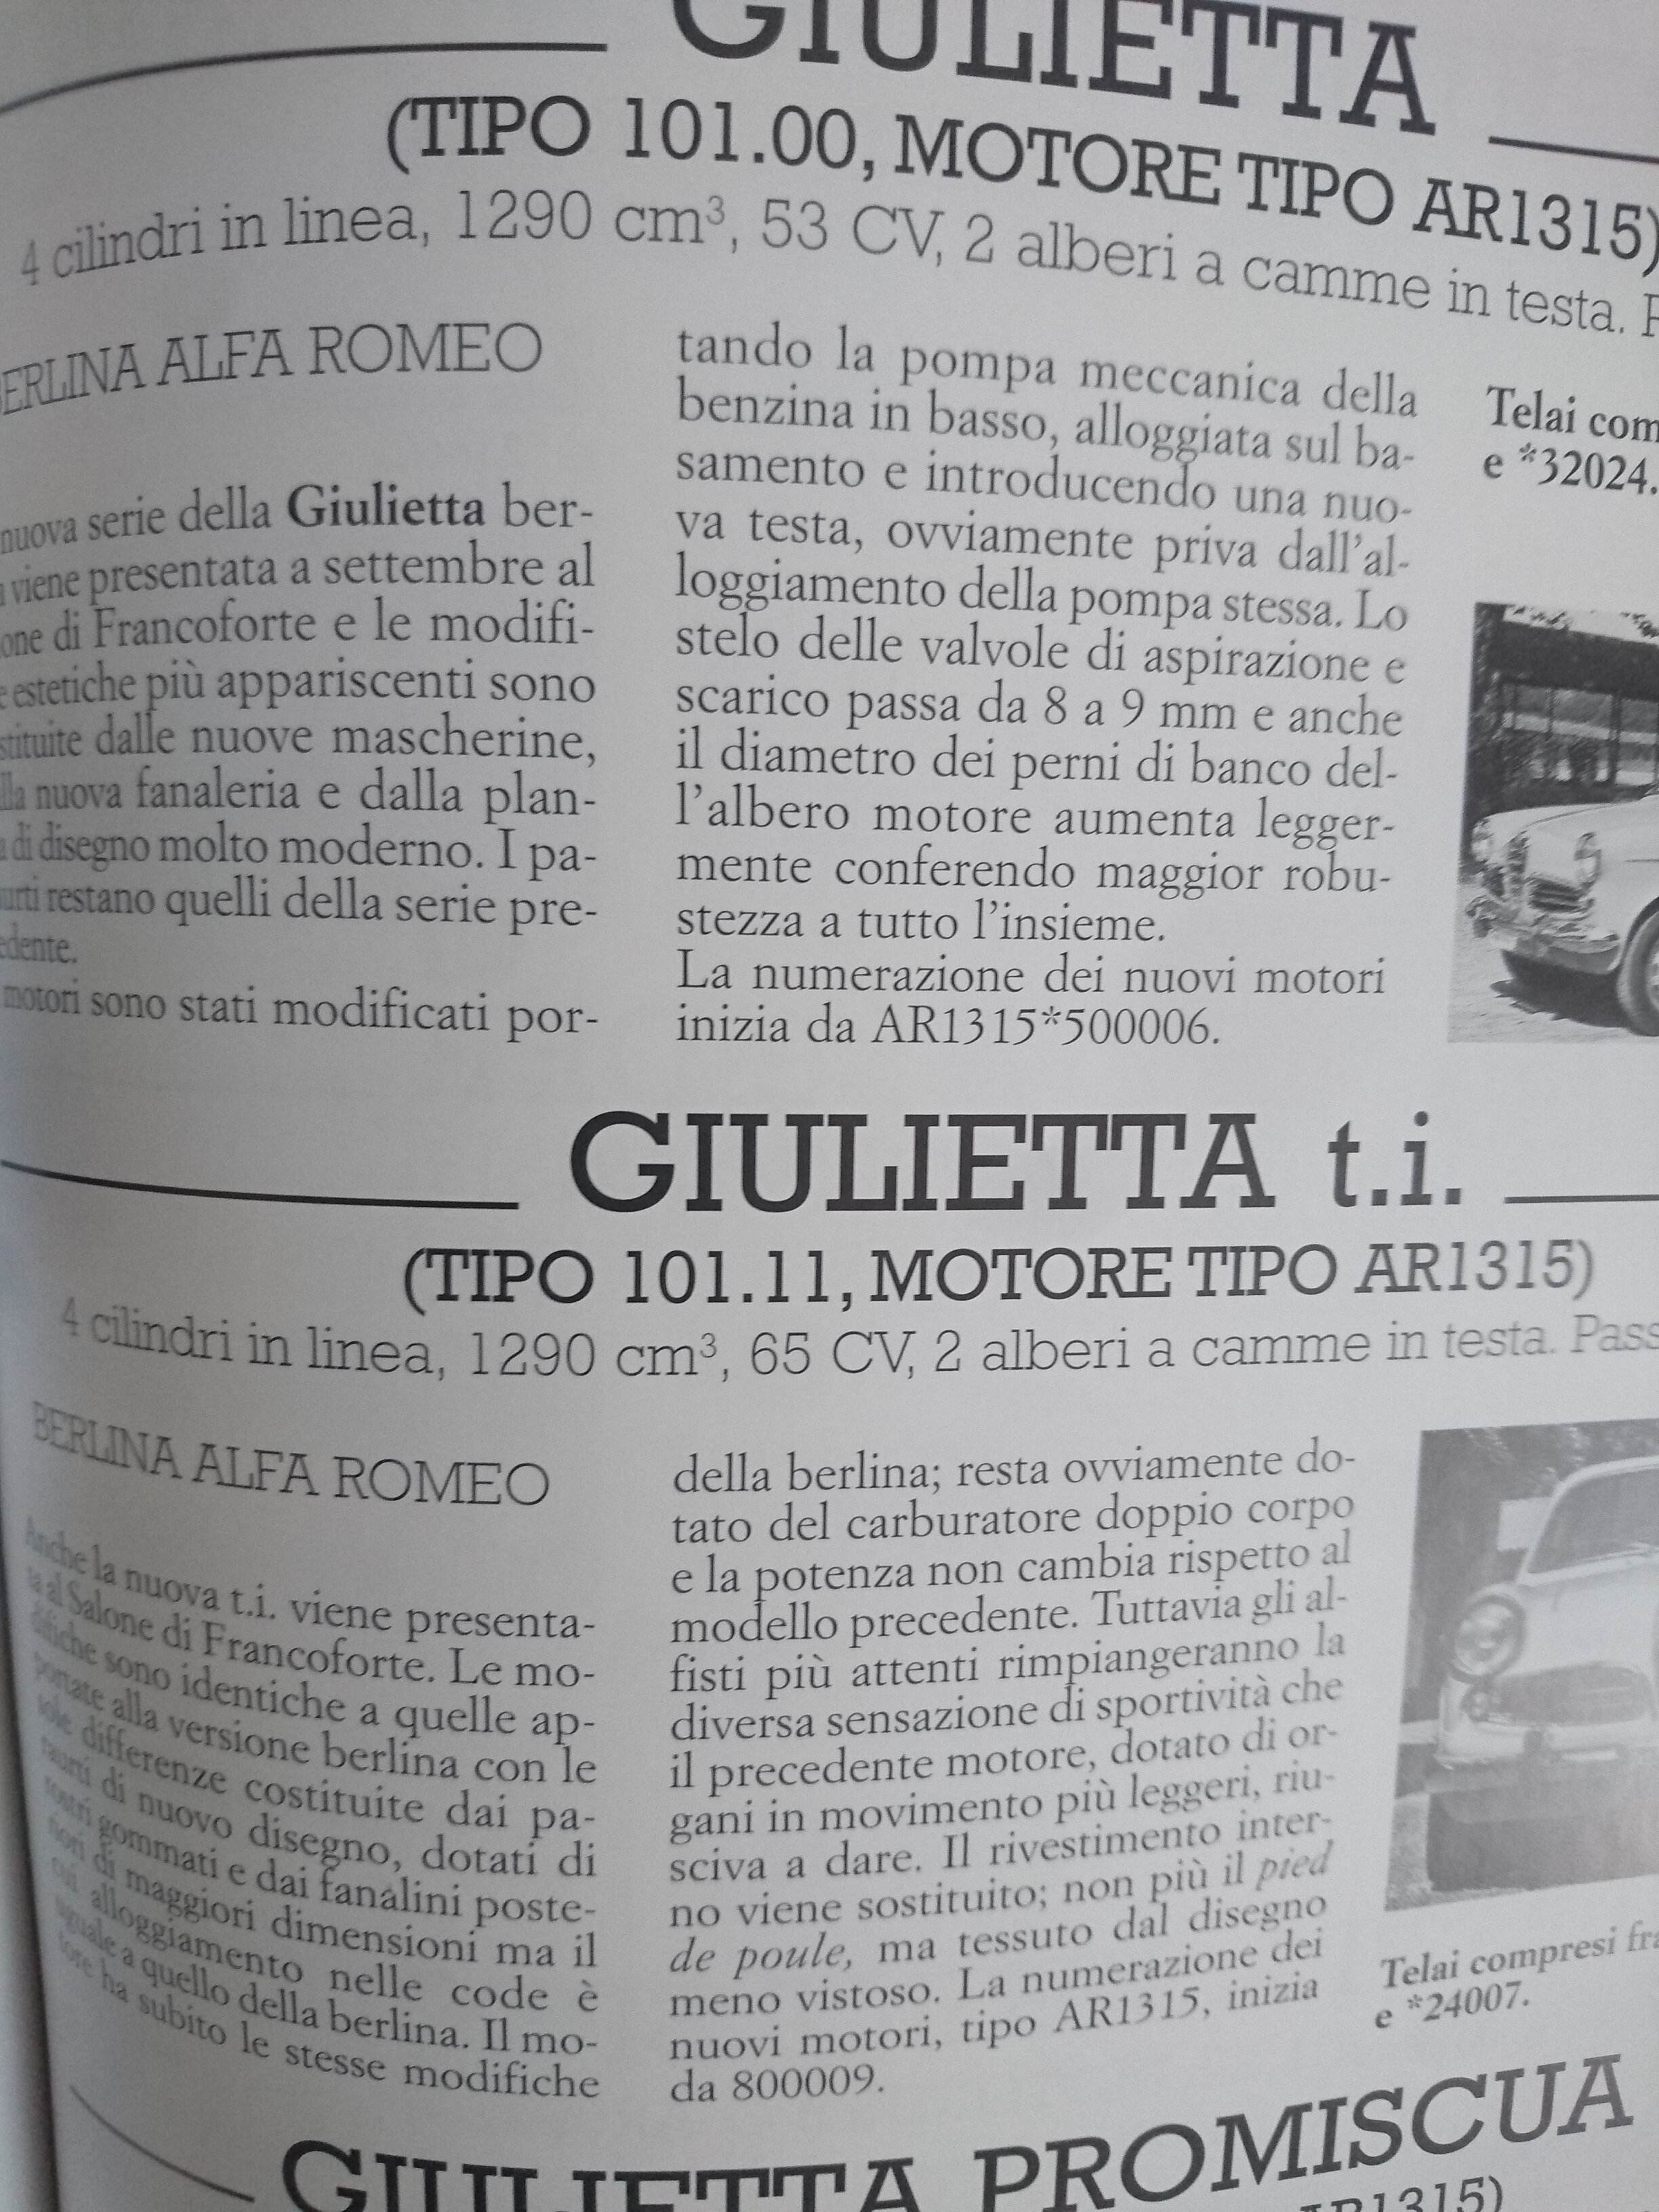 GIULIETTA
(TIPO 101.00, MOTORE TIPO AR1315)
4 cilindri in linea, 1290 cm³, 53 CV, 2 alberi a camme in testa.
BERLINA ALFA ROMEO
nuova serie della Giulietta ber-
viene presentata a settembre al
di Francoforte e le modifi-
estetiche più appariscenti sono
dalle nuove mascherine,
nuova fanaleria e dalla plan-
di disegno molto moderno. I pa-
restano quelli della serie pre-
motori sono stati modificati por-
tando la pompa meccanica della
benzina in basso, alloggiata sul ba-
samento e introducendo una nuo-
va testa, ovviamente priva dall'al-
loggiamento della pompa stessa. Lo
stelo delle valvole di aspirazione e
scarico passa da 8 a 9 mm e anche
il diametro dei perni di banco del-
l'albero motore aumenta legger-
mente conferendo maggior robu-
stezza a tutto l'insieme.
La numerazione dei nuovi motori
inizia da AR1315*500006.
Telai com
e *32024.
GIULIETTA t.i.
(TIPO 101.11, MOTORE TIPO AR1315)
4 cilindri in linea, 1290 cm³, 65 CV, 2 alberi a camme in testa. Pass
BERLINA ALFA ROMEO
Anche la nuova t.i. viene presenta-
ta al Salone di Francoforte. Le mo-
difiche sono identiche a quelle ap-
portate alla versione berlina con le
sole differenze costituite dai pa-
raurti di nuovo disegno, dotati di
rostri gommati e dai fanalini poste-
riori di maggiori dimensioni ma il
cui alloggiamento nelle code è
uguale a quello della berlina. Il mo-
tore ha subito le stesse modifiche
della berlina; resta ovviamente do-
tato del carburatore doppio corpo
e la potenza non cambia rispetto al
modello precedente. Tuttavia gli al-
fisti più attenti rimpiangeranno la
diversa sensazione di sportività che
il precedente motore, dotato di or-
gani in movimento più leggeri, riu-
sciva a dare. Il rivestimento inter-
no viene sostituito; non più il pied
de poule, ma tessuto dal disegno
meno vistoso. La numerazione dei
nuovi motori, tipo AR1315, inizia
da 800009.
Telai compresi fra
e *24007.
GIULIETTA PROMISCUA
AR1315)